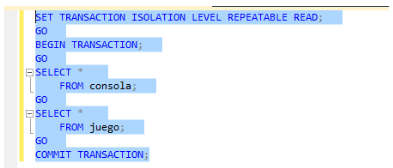 SET TRANSACTION ISOLATION LEVEL REPEATABLE READ;
GO
BEGIN TRANSACTION;
GO
SELECT *
FROM consola;
GO
SELECT *
FROM juego;
GO
COMMIT TRANSACTION;